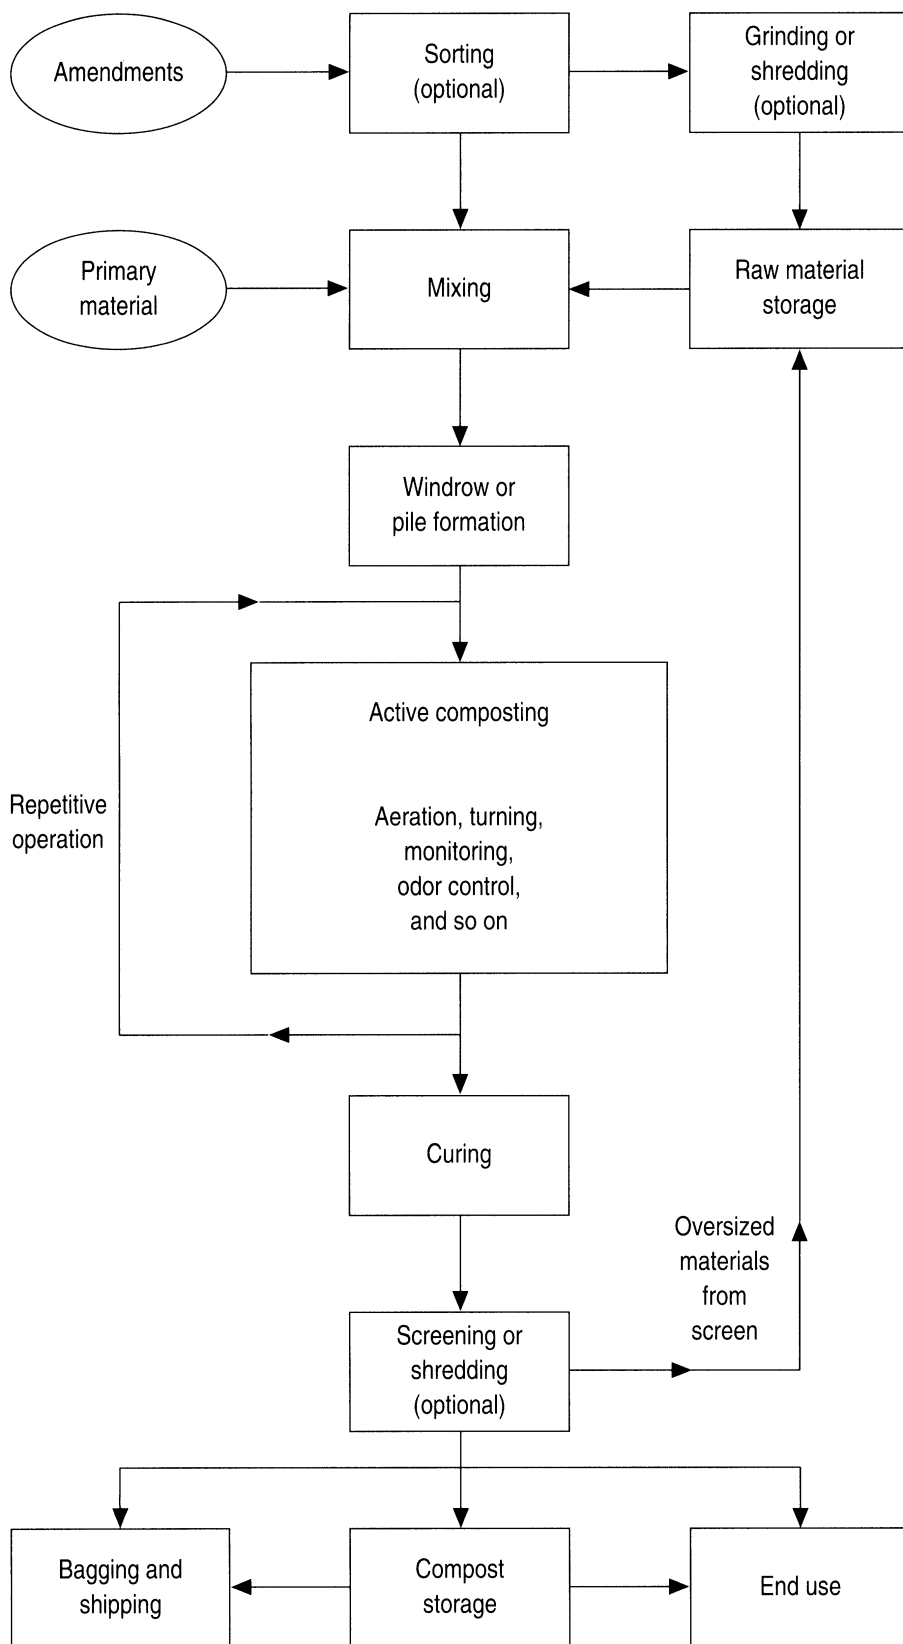 Amendments
Sorting
(optional)
Grinding or
shredding
(optional)
Primary
material
Mixing
Raw material
storage
Windrow or
pile formation
Repetitive
operation
Active composting
Aeration, turning,
monitoring,
odor control,
and so on
Curing
Oversized
materials
from
screen
Screening or
shredding
(optional)
Bagging and
shipping
Compost
storage
End use